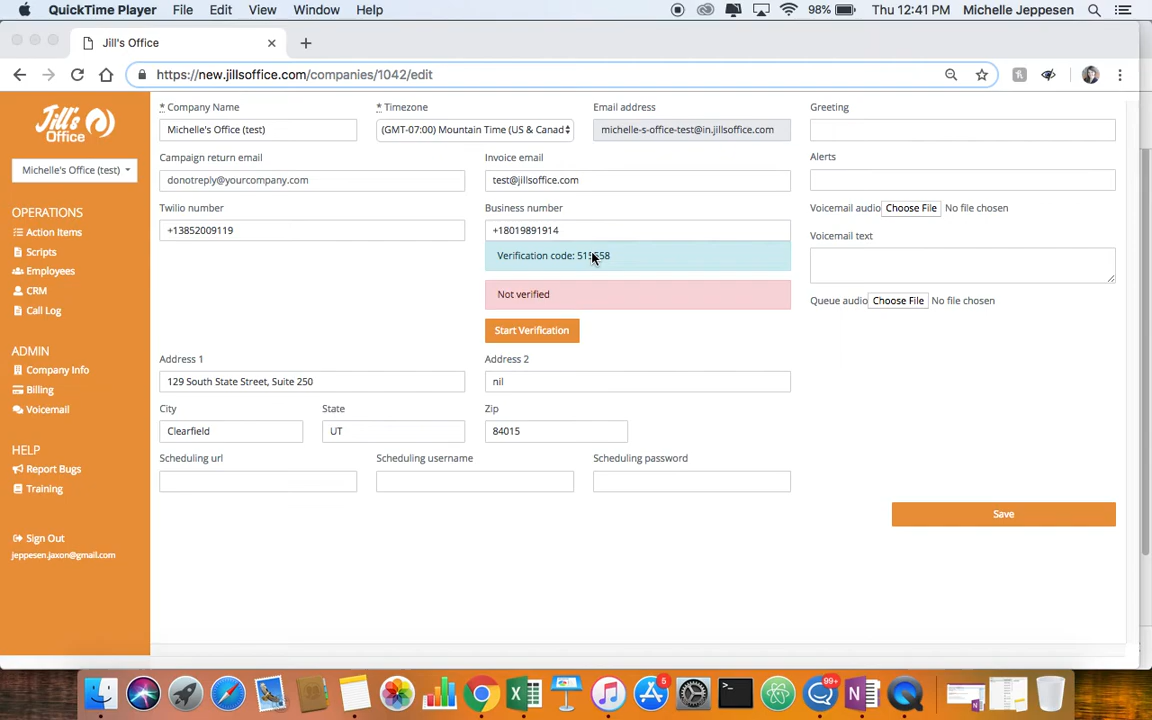 QuickTime Player File Edit View Window Help 98% Thu 12:41 PM Michelle Jeppesen
Jill's Office
https://new.jillsoffice.com/companies/1042/edit
Jill's Office
Michelle's Office (test)
OPERATIONS
Action Items
Scripts
Employees
CRM
Call Log
ADMIN
Company Info
Billing
Voicemail
HELP
Report Bugs
Training
Sign Out
jeppesen.jaxon@gmail.com
* Company Name * Timezone Email address Greeting
Michelle's Office (test) (GMT-07:00) Mountain Time (US & Canad michelle-s-office-test@in.jillsoffice.com
Campaign return email Invoice email Alerts
donotreply@yourcompany.com test@jillsoffice.com
Twilio number Business number Voicemail audio Choose File No file chosen
+13852009119 +18019891914
Voicemail text
Verification code:
Not verified
Queue audio Choose File No file chosen
Start Verification
Address 1 Address 2
129 South State Street, Suite 250 nil
City State Zip
Clearfield UT 84015
Scheduling url Scheduling username Scheduling password
Save
5
99+